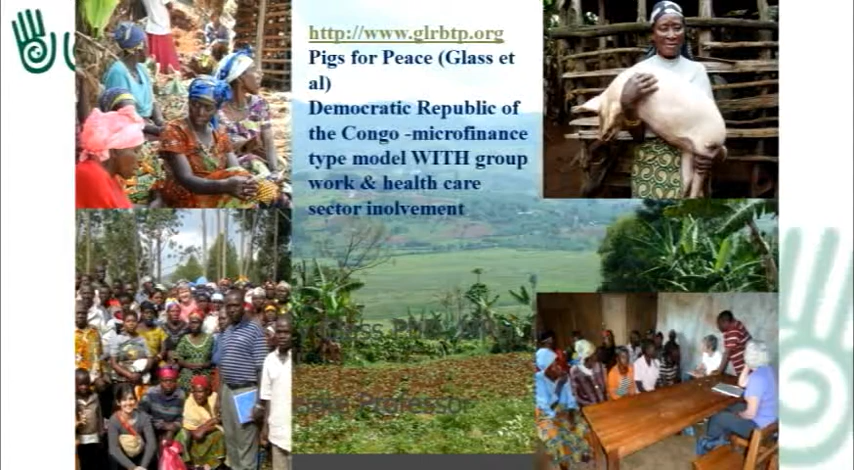 http://www.glrbtp.org
Pigs for Peace (Glass et
al)
Democratic Republic of
the Congo -microfinance
type model WITH group
work & health care
sector inolvement
Professor